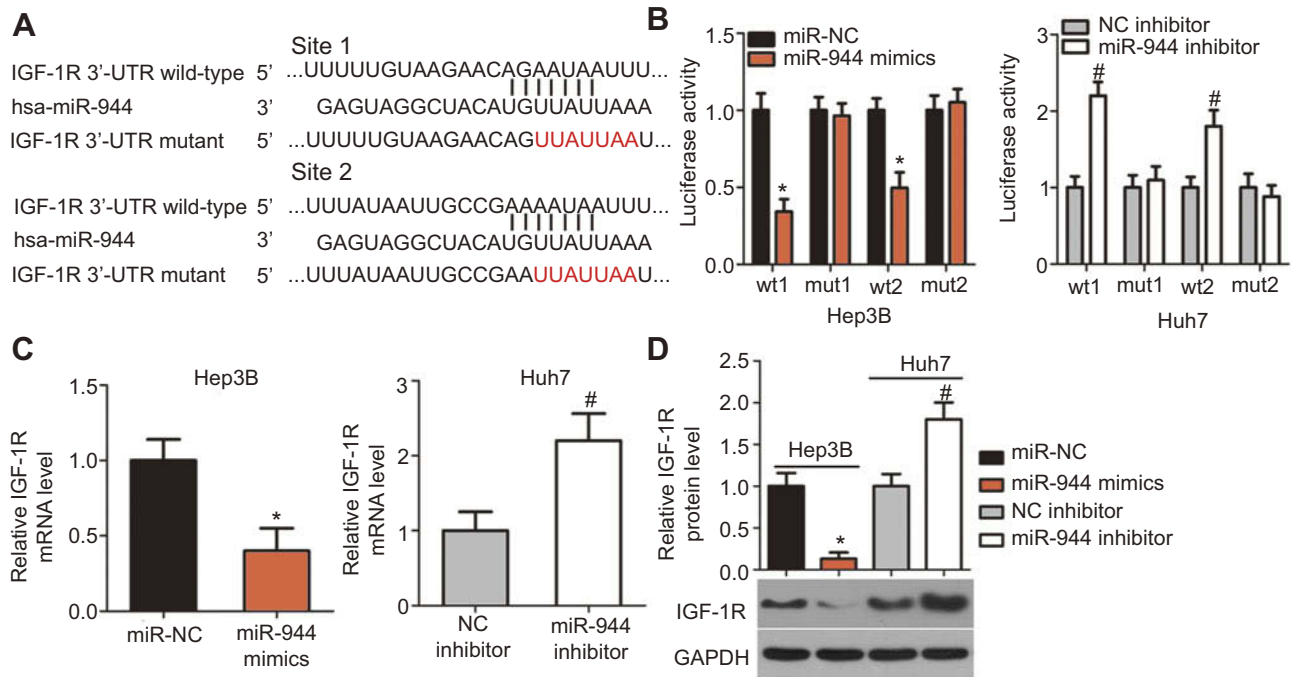 A
Site 1
IGF-1R 3'-UTR wild-type 5' ...UUUUUGUAAGAACAGAAUAAUUU...
hsa-miR-944 3' GAGUAGGCUACAUUGUUAUUAAA
IGF-1R 3'-UTR mutant 5' ...UUUUUGUAAGAACAGUUAUUAAU...
Site 2
IGF-1R 3'-UTR wild-type 5' ...UUUAUAAUUGCCGAAAAUAAUUU...
hsa-miR-944 3' GAGUAGGCUACAUUGUUAUUAAA
IGF-1R 3'-UTR mutant 5' ...UUUAUAAUUGCCGAAUUAUUAAU...
B
miR-NC
miR-944 mimics
Luciferase activity
1.5
1.0
0.5
0.0
* *
wt1 mut1 wt2 mut2
Hep3B
NC inhibitor
miR-944 inhibitor
Luciferase activity
3
2
1
0
# #
wt1 mut1 wt2 mut2
Huh7
C
Hep3B
Relative IGF-1R
mRNA level
1.5
1.0
0.5
0.0
*
miR-NC miR-944
mimics
Huh7
Relative IGF-1R
mRNA level
3
2
1
0
#
NC
inhibitor
miR-944
inhibitor
D
Relative IGF-1R
protein level
2.5
2.0
1.5
1.0
0.5
0.0
Huh7
#
Hep3B
*
miR-NC
miR-944 mimics
NC inhibitor
miR-944 inhibitor
IGF-1R
GAPDH